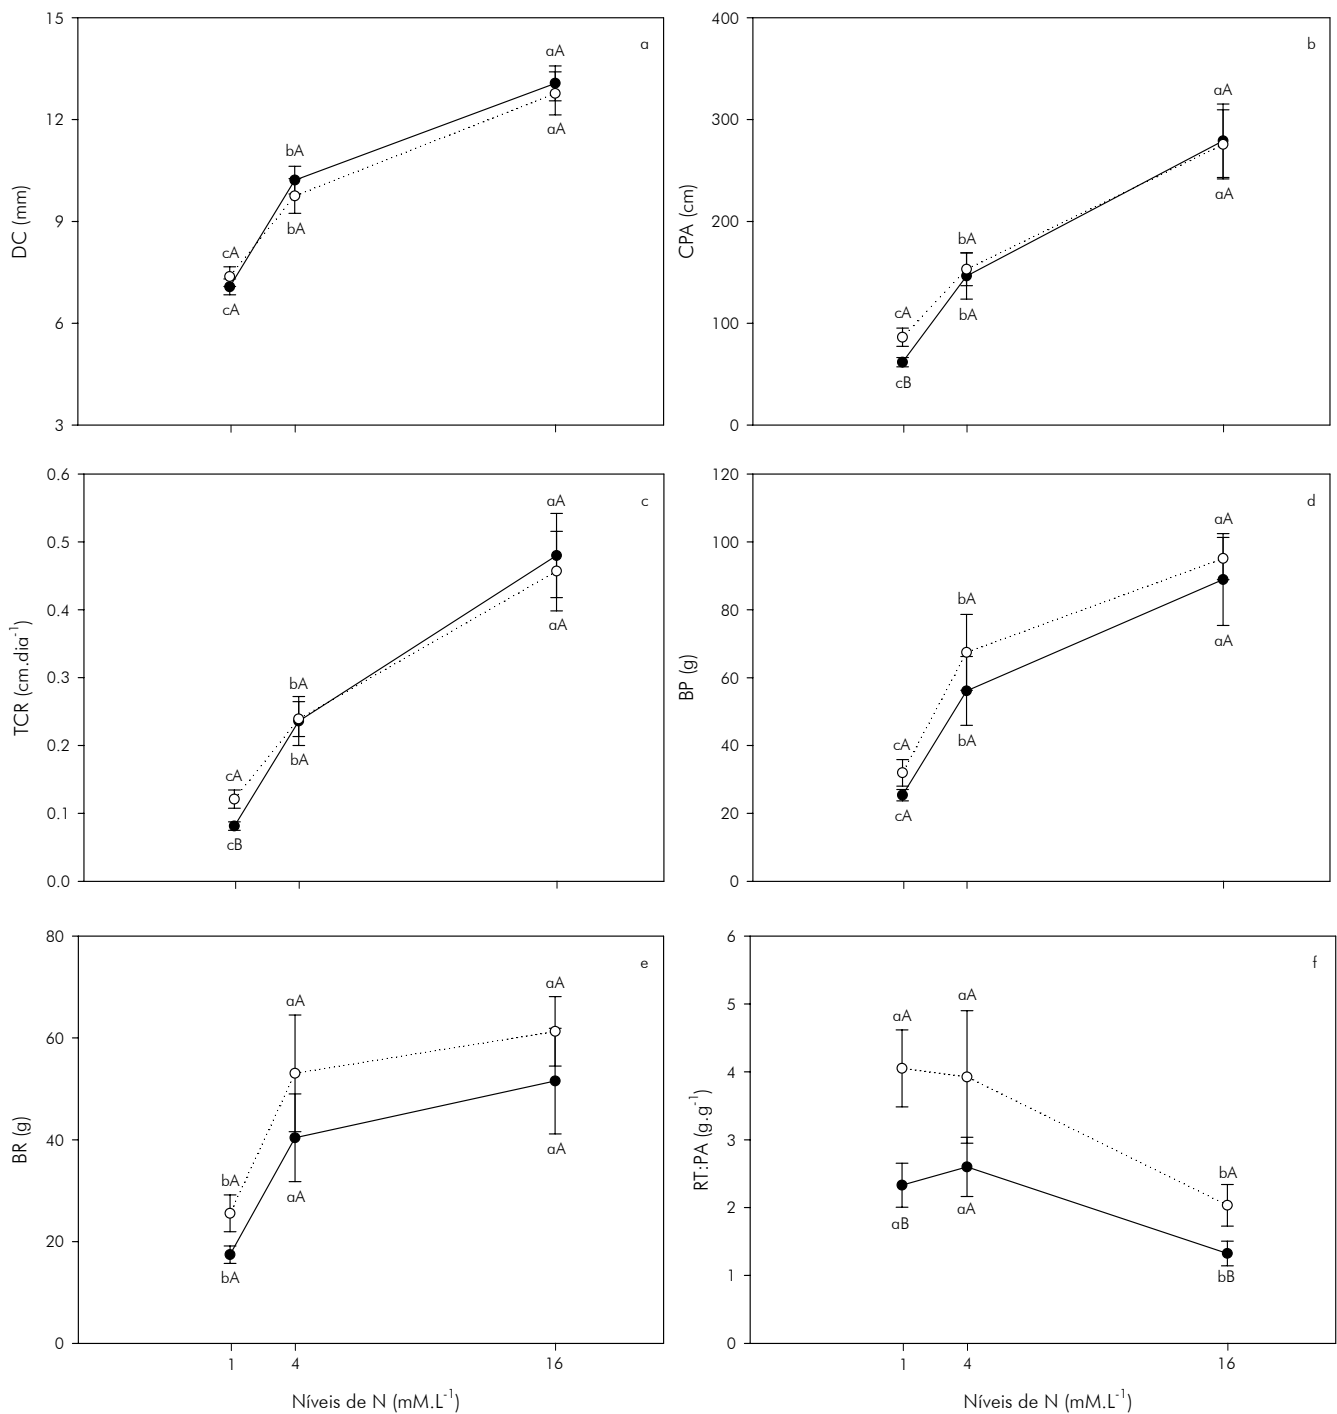 15
12
9
6
3
DC (mm)
a
aA
aA
bA
bA
cA
cA
400
300
200
100
0
CPA (cm)
b
aA
aA
bA
bA
cA
cB
0.6
0.5
0.4
0.3
0.2
0.1
0.0
TCR (cm.dia⁻¹)
c
aA
aA
bA
bA
cA
cB
120
100
80
60
40
20
0
BP (g)
d
aA
aA
bA
bA
cA
cA
80
60
40
20
0
BR (g)
e
aA
aA
aA
aA
bA
bA
1 4 16
Níveis de N (mM.L⁻¹)
6
5
4
3
2
1
0
RT:PA (g.g⁻¹)
f
aA
aA
bA
aB
aA
bB
1 4 16
Níveis de N (mM.L⁻¹)